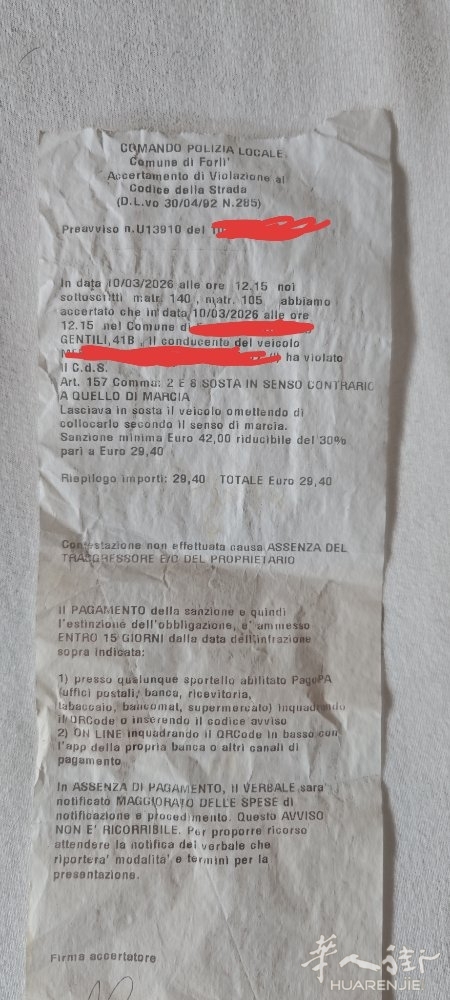 COMANDO POLIZIA LOCALE
Comune di Forli'
Accertamento di Violazione al
Codice della Strada
(D.L.vo 30/04/92 N.285)
Preavviso n.U13910 del
In data 10/03/2026 alle ore 12.15 noi
sottoscritti matr. 140 , matr. 105 abbiamo
accertato che in data 10/03/2026 alle ore
12.15 nel Comune di
GENTILI,41B , il conducente del veicolo
ha violato
il C.d.S.
Art. 157 Comma: 2 E 8 SOSTA IN SENSO CONTRARIO
A QUELLO DI MARCIA
Lasciava in sosta il veicolo omettendo di
collocarlo secondo il senso di marcia.
Sanzione minima Euro 42,00 riducibile del 30%
pari a Euro 29,40
Riepilogo importi: 29,40 TOTALE Euro 29,40
Contestazione non effettuata causa ASSENZA DEL
TRASGRESSORE E/O DEL PROPRIETARIO
Il PAGAMENTO della sanzione e quindi
l'estinzione dell'obbligazione, e' ammesso
ENTRO 15 GIORNI dalla data dell'infrazione
sopra indicata:
1) presso qualunque sportello abilitato PagoPA
(uffici postali, banca, ricevitoria,
tabaccaio, bancomat, supermercato) inquadrando
il QRCode o inserendo il codice avviso
2) ON LINE inquadrando il QRCode in basso con
l'app della propria banca o altri canali di
pagamento
In ASSENZA DI PAGAMENTO, il VERBALE sara'
notificato MAGGIORATO DELLE SPESE di
notificazione e procedimento. Questo AVVISO
NON E' RICORRIBILE. Per proporre ricorso
attendere la notifica del verbale che
riportera' modalita' e termini per la
presentazione.
Firma accertatore
華人街
HUARENJIE